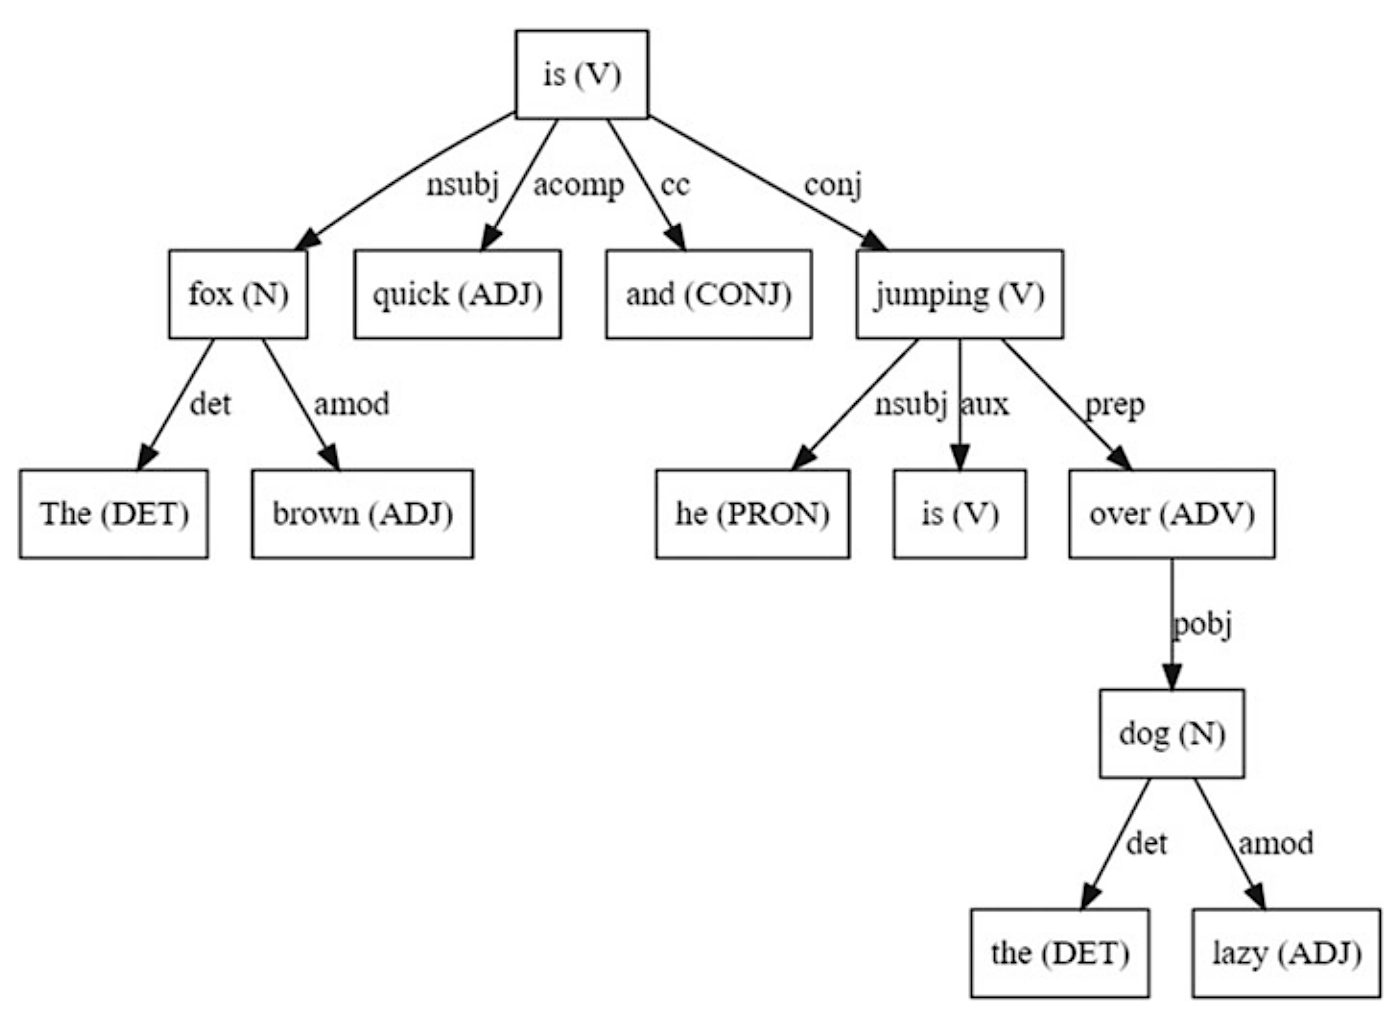 is (V)
nsubj acomp cc conj
fox (N) quick (ADJ) and (CONJ) jumping (V)
det amod nsubj aux prep
The (DET) brown (ADJ) he (PRON) is (V) over (ADV)
pobj
dog (N)
det amod
the (DET) lazy (ADJ)